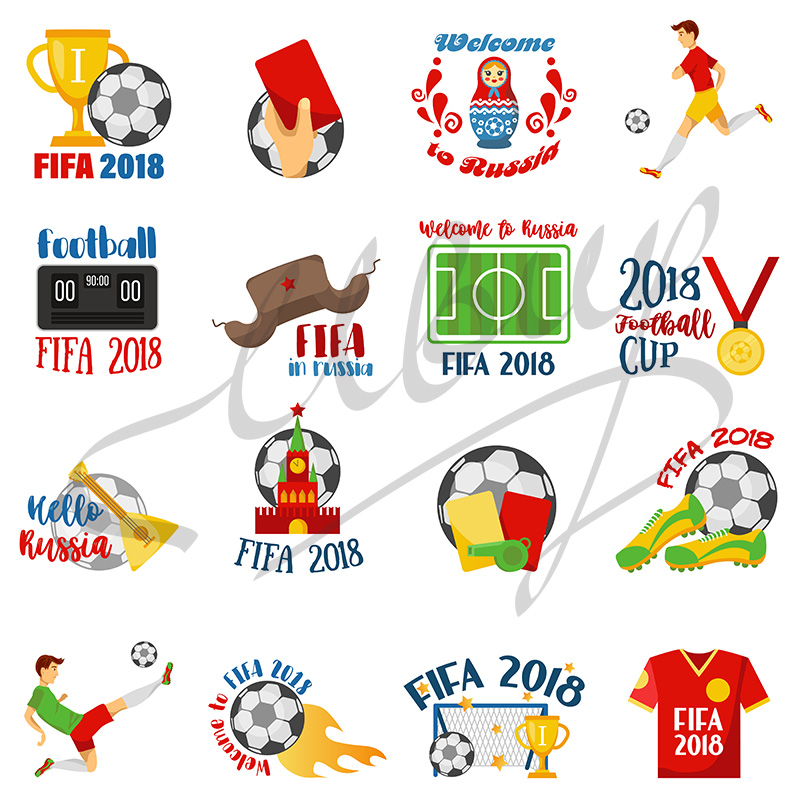 I
FIFA 2018
Welcome
to Russia
Football
00 90:00 00
FIFA 2018
FIFA
in russia
Welcome to Russia
FIFA 2018
2018
Football
CUP
Hello
Russia
FIFA 2018
FIFA 2018
Welcome to FIFA 2018
FIFA 2018
I
FIFA
2018